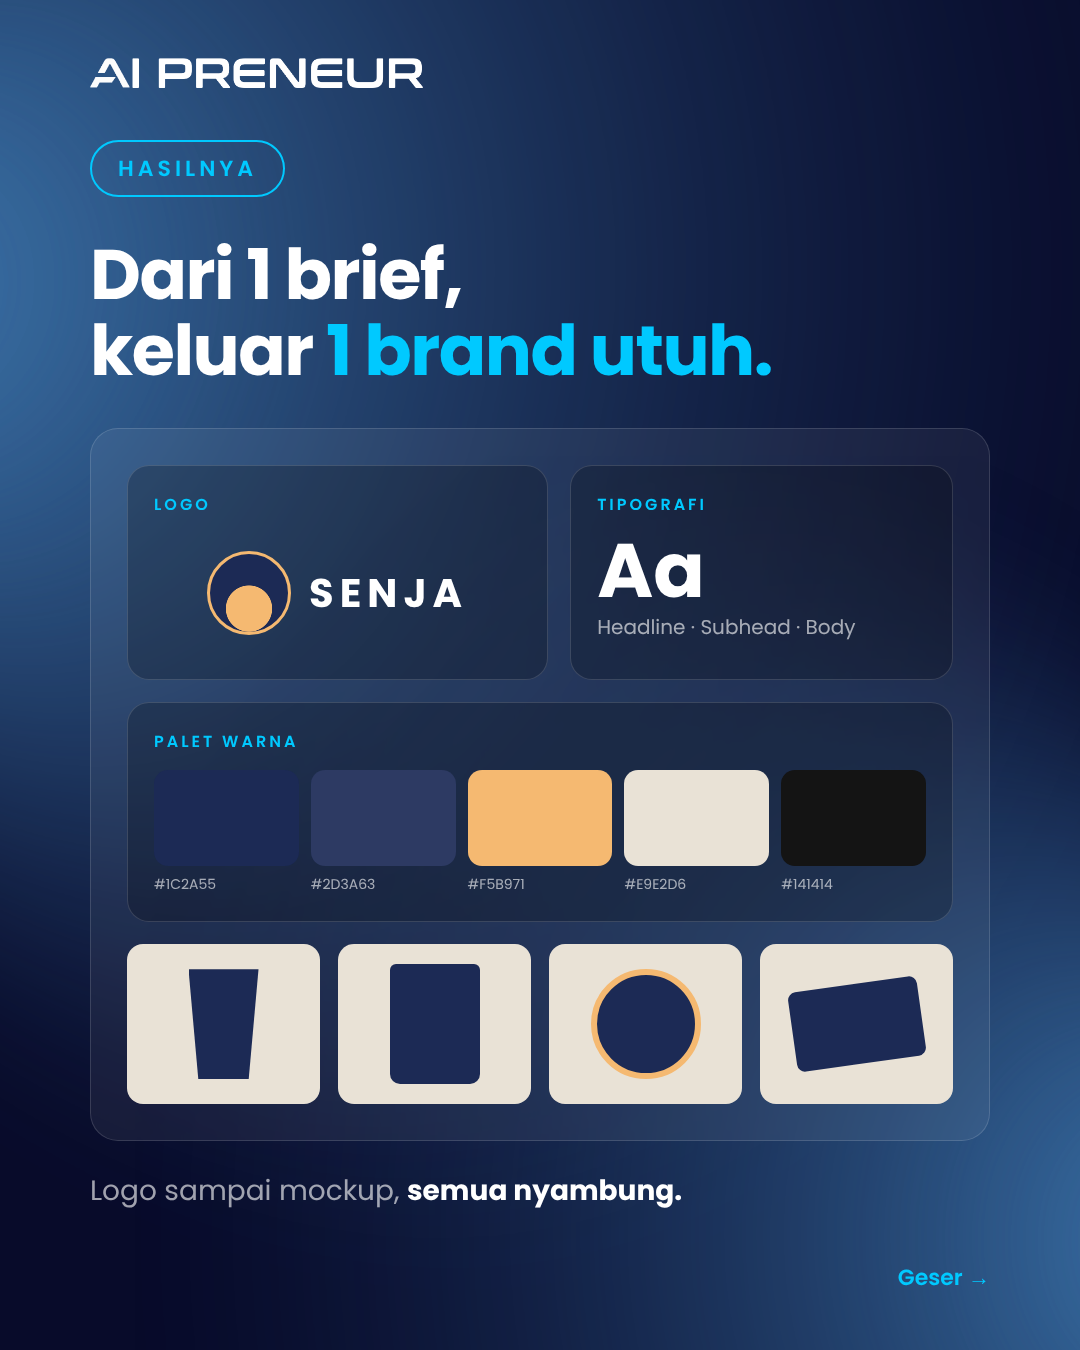 AI PRENEUR
HASILNYA
Dari 1 brief,
keluar 1 brand utuh.
LOGO
SENJA
TIPOGRAFI
Aa
Headline · Subhead · Body
PALET WARNA
#1C2A55
#2D3A63
#F5B971
#E9E2D6
#141414
Logo sampai mockup, semua nyambung.
Geser →